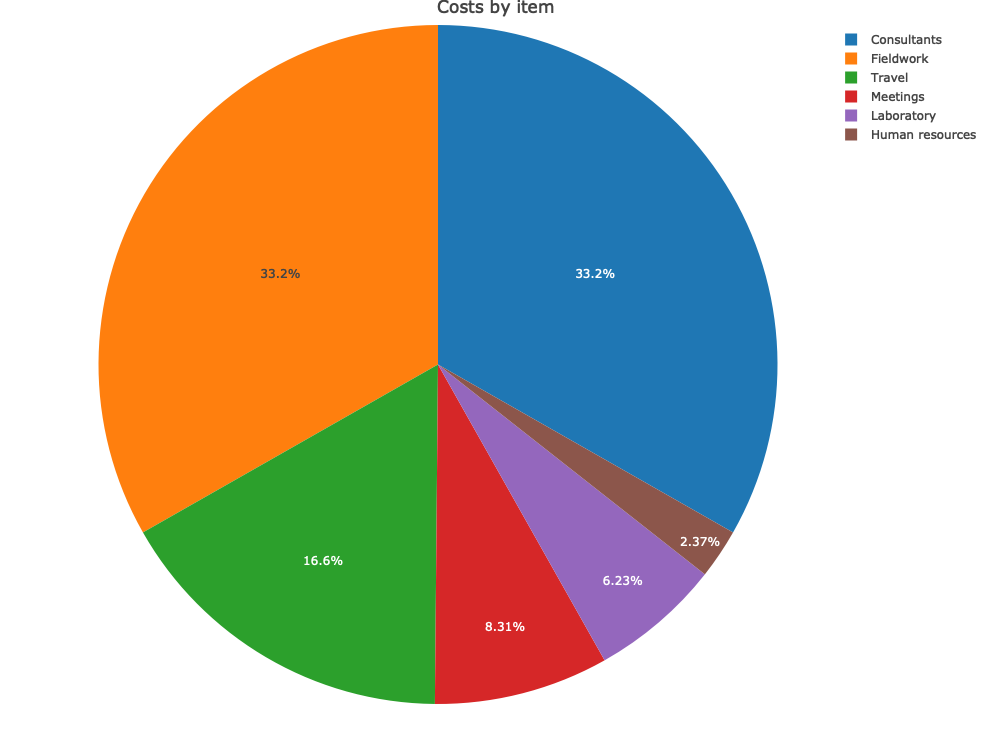 Costs by item
Consultants
Fieldwork
Travel
Meetings
Laboratory
Human resources
33.2%
33.2%
2.37%
16.6%
6.23%
8.31%